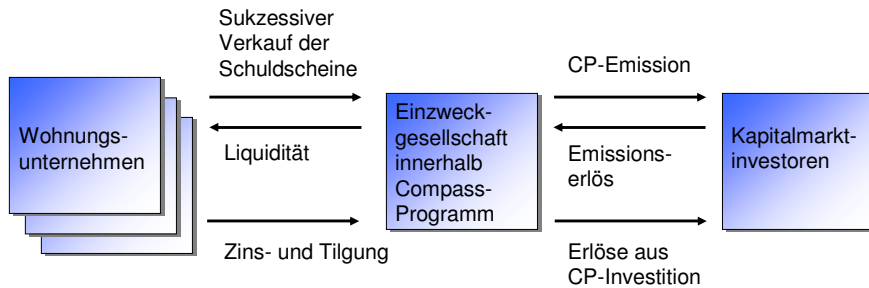 Sukzessiver
Verkauf der
Schuldscheine
CP-Emission
Wohnungs-
unternehmen
Einzweck-
gesellschaft
innerhalb
Compass-
Programm
Kapitalmarkt-
investoren
Liquidität
Emissions-
erlös
Zins- und Tilgung
Erlöse aus
CP-Investition